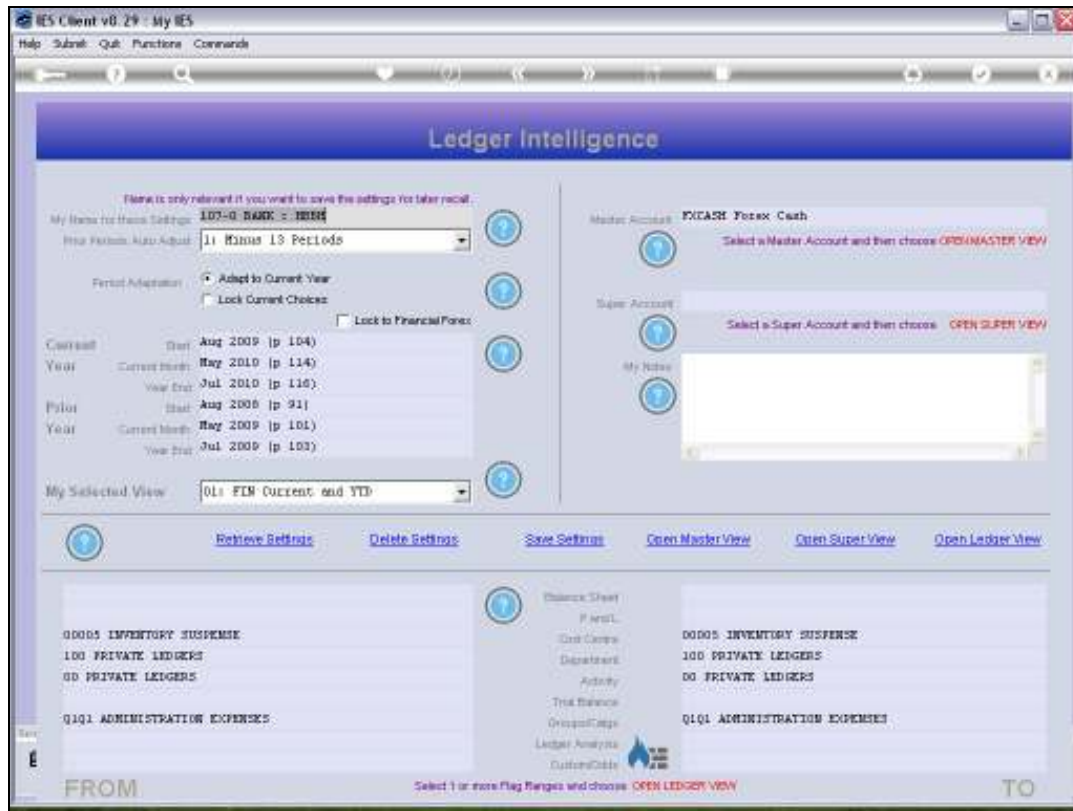 IES Client v8.29 : My IES
Help Submit Quit Functions Commands
Ledger Intelligence
Name is only relevant if you want to save the settings for later recall.
My Name for these Settings 107-0 BANK :
Prior Periods Auto Adjust 1: Minus 13 Periods
Period Adaptation Adapt to Current Year
Lock Current Choices
Lock to Financial Forex
Current Year
Start Aug 2009 (p 104)
Current Month May 2010 (p 114)
Year End Jul 2010 (p 116)
Prior Year
Start Aug 2008 (p 91)
Current Month May 2009 (p 101)
Year End Jul 2009 (p 103)
My Selected View 01: FIN Current and YTD
Master Account FXCASH Forex Cash
Select a Master Account and then choose OPEN MASTER VIEW
Super Account
Select a Super Account and then choose OPEN SUPER VIEW
My Notes
Retrieve Settings Delete Settings Save Settings Open Master View Open Super View Open Ledger View
Balance Sheet
P and L
00005 INVENTORY SUSPENSE Cost Centre 00005 INVENTORY SUSPENSE
100 PRIVATE LEDGERS Department 100 PRIVATE LEDGERS
00 PRIVATE LEDGERS Activity 00 PRIVATE LEDGERS
Trial Balance
Q1Q1 ADMINISTRATION EXPENSES Q1Q1 ADMINISTRATION EXPENSES
Ledger Analysis
FROM Select 1 or more Flag Ranges and choose OPEN LEDGER VIEW TO